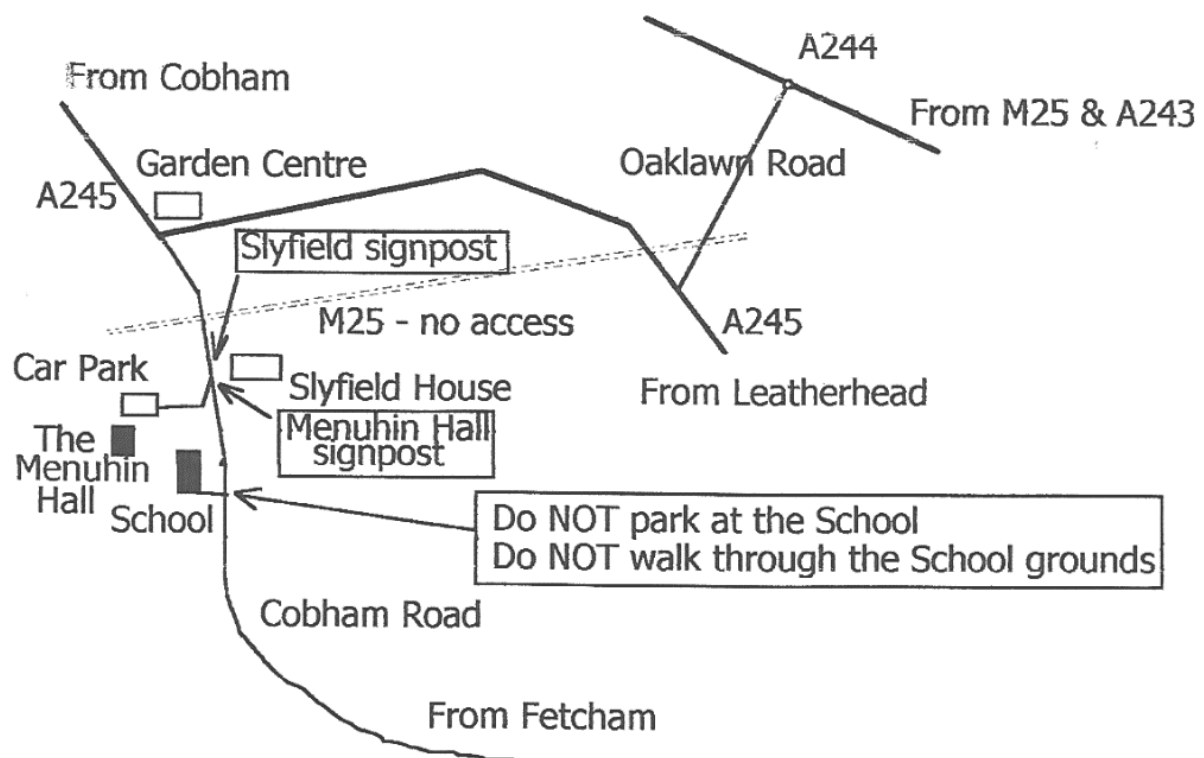 A244
From Cobham
From M25 & A243
Garden Centre
Oaklawn Road
A245
Slyfield signpost
M25 - no access
A245
Car Park
Slyfield House
From Leatherhead
Menuhin Hall
signpost
The
Menuhin
Hall
School
Do NOT park at the School
Do NOT walk through the School grounds
Cobham Road
From Fetcham